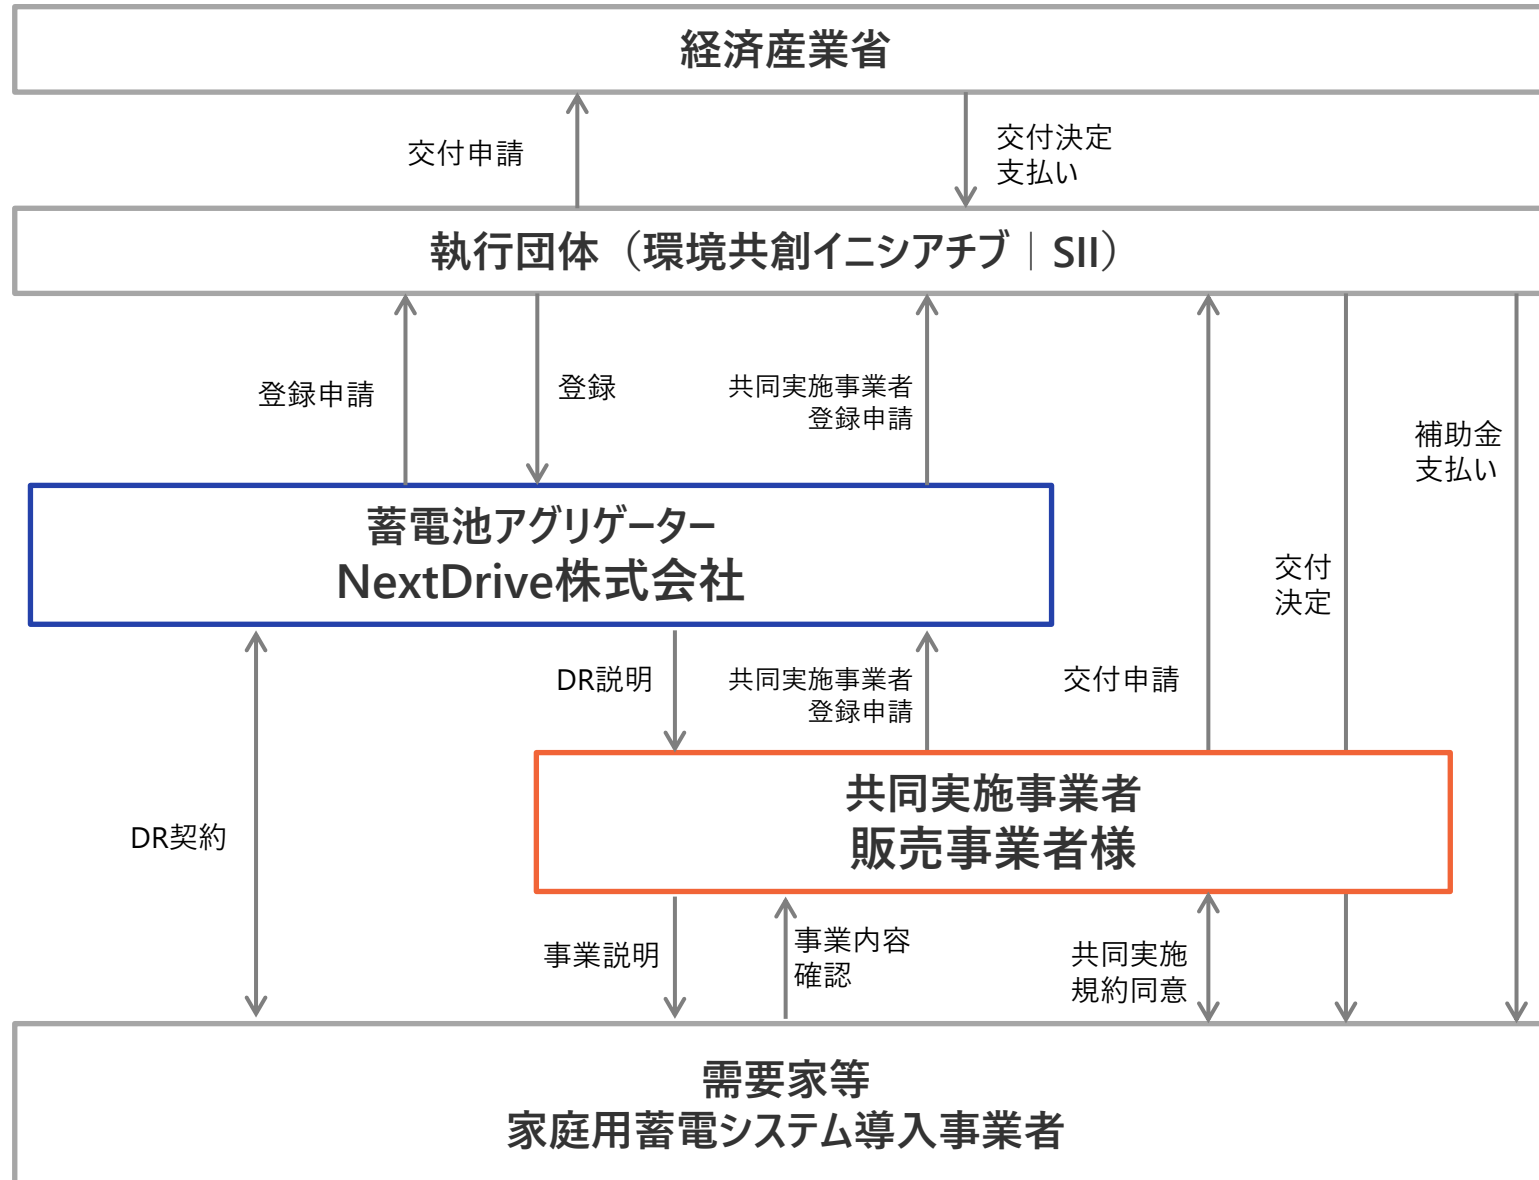 経済産業省
交付申請
交付決定
支払い
執行団体（環境共創イニシアチブ｜SII）
登録申請
登録
共同実施事業者
登録申請
補助金
支払い
蓄電池アグリゲーター
NextDrive株式会社
交付
決定
DR説明
共同実施事業者
登録申請
交付申請
共同実施事業者
販売事業者様
DR契約
事業説明
事業内容
確認
共同実施
規約同意
需要家等
家庭用蓄電システム導入事業者